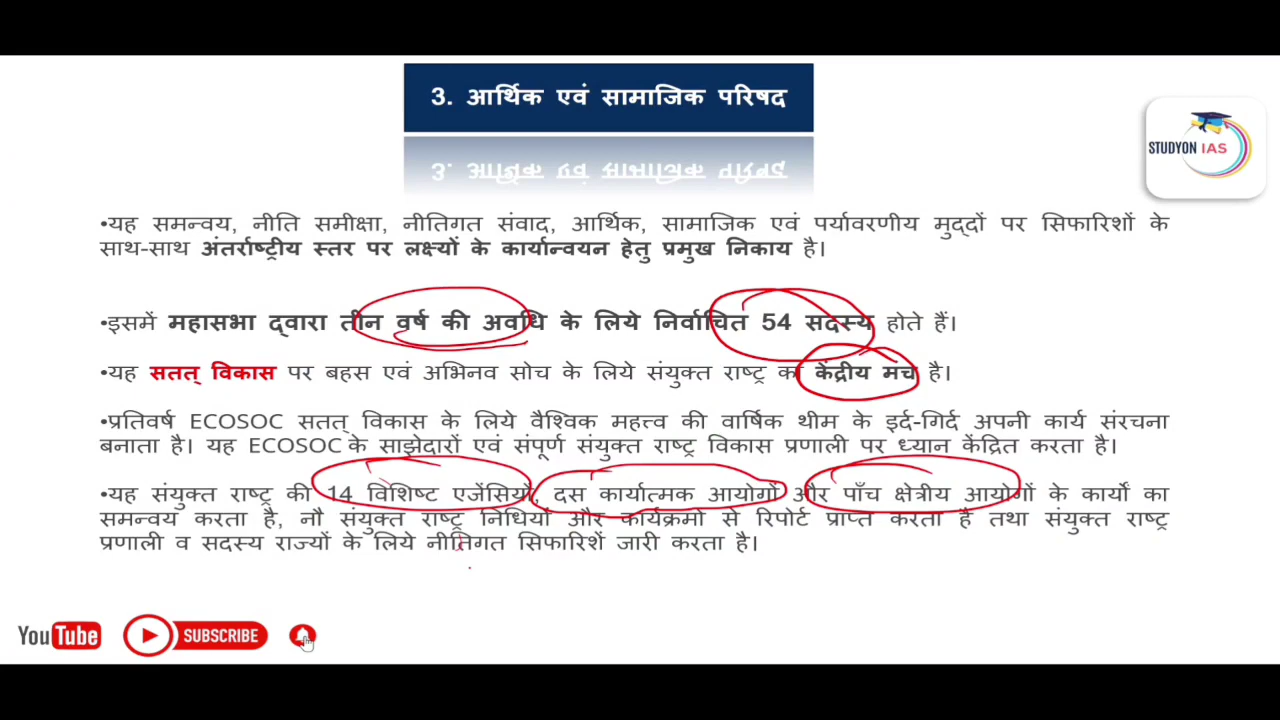 3. आर्थिक एवं सामाजिक परिषद
STUDYON IAS
•यह समन्वय, नीति समीक्षा, नीतिगत संवाद, आर्थिक, सामाजिक एवं पर्यावरणीय मुद्दों पर सिफारिशों के
साथ-साथ अंतर्राष्ट्रीय स्तर पर लक्ष्यों के कार्यान्वयन हेतु प्रमुख निकाय है।
•इसमें महासभा द्वारा तीन वर्ष की अवधि के लिये निर्वाचित 54 सदस्य होते हैं।
•यह सतत् विकास पर बहस एवं अभिनव सोच के लिये संयुक्त राष्ट्र का केंद्रीय मंच है।
•प्रतिवर्ष ECOSOC सतत् विकास के लिये वैश्विक महत्त्व की वार्षिक थीम के इर्द-गिर्द अपनी कार्य संरचना
बनाता है। यह ECOSOC के साझेदारों एवं संपूर्ण संयुक्त राष्ट्र विकास प्रणाली पर ध्यान केंद्रित करता है।
•यह संयुक्त राष्ट्र की 14 विशिष्ट एजेंसियों, दस कार्यात्मक आयोगों और पाँच क्षेत्रीय आयोगों के कार्यों का
समन्वय करता है, नौ संयुक्त राष्ट्र निधियों और कार्यक्रमों से रिपोर्ट प्राप्त करता है तथा संयुक्त राष्ट्र
प्रणाली व सदस्य राज्यों के लिये नीतिगत सिफारिशें जारी करता है।
YouTube SUBSCRIBE